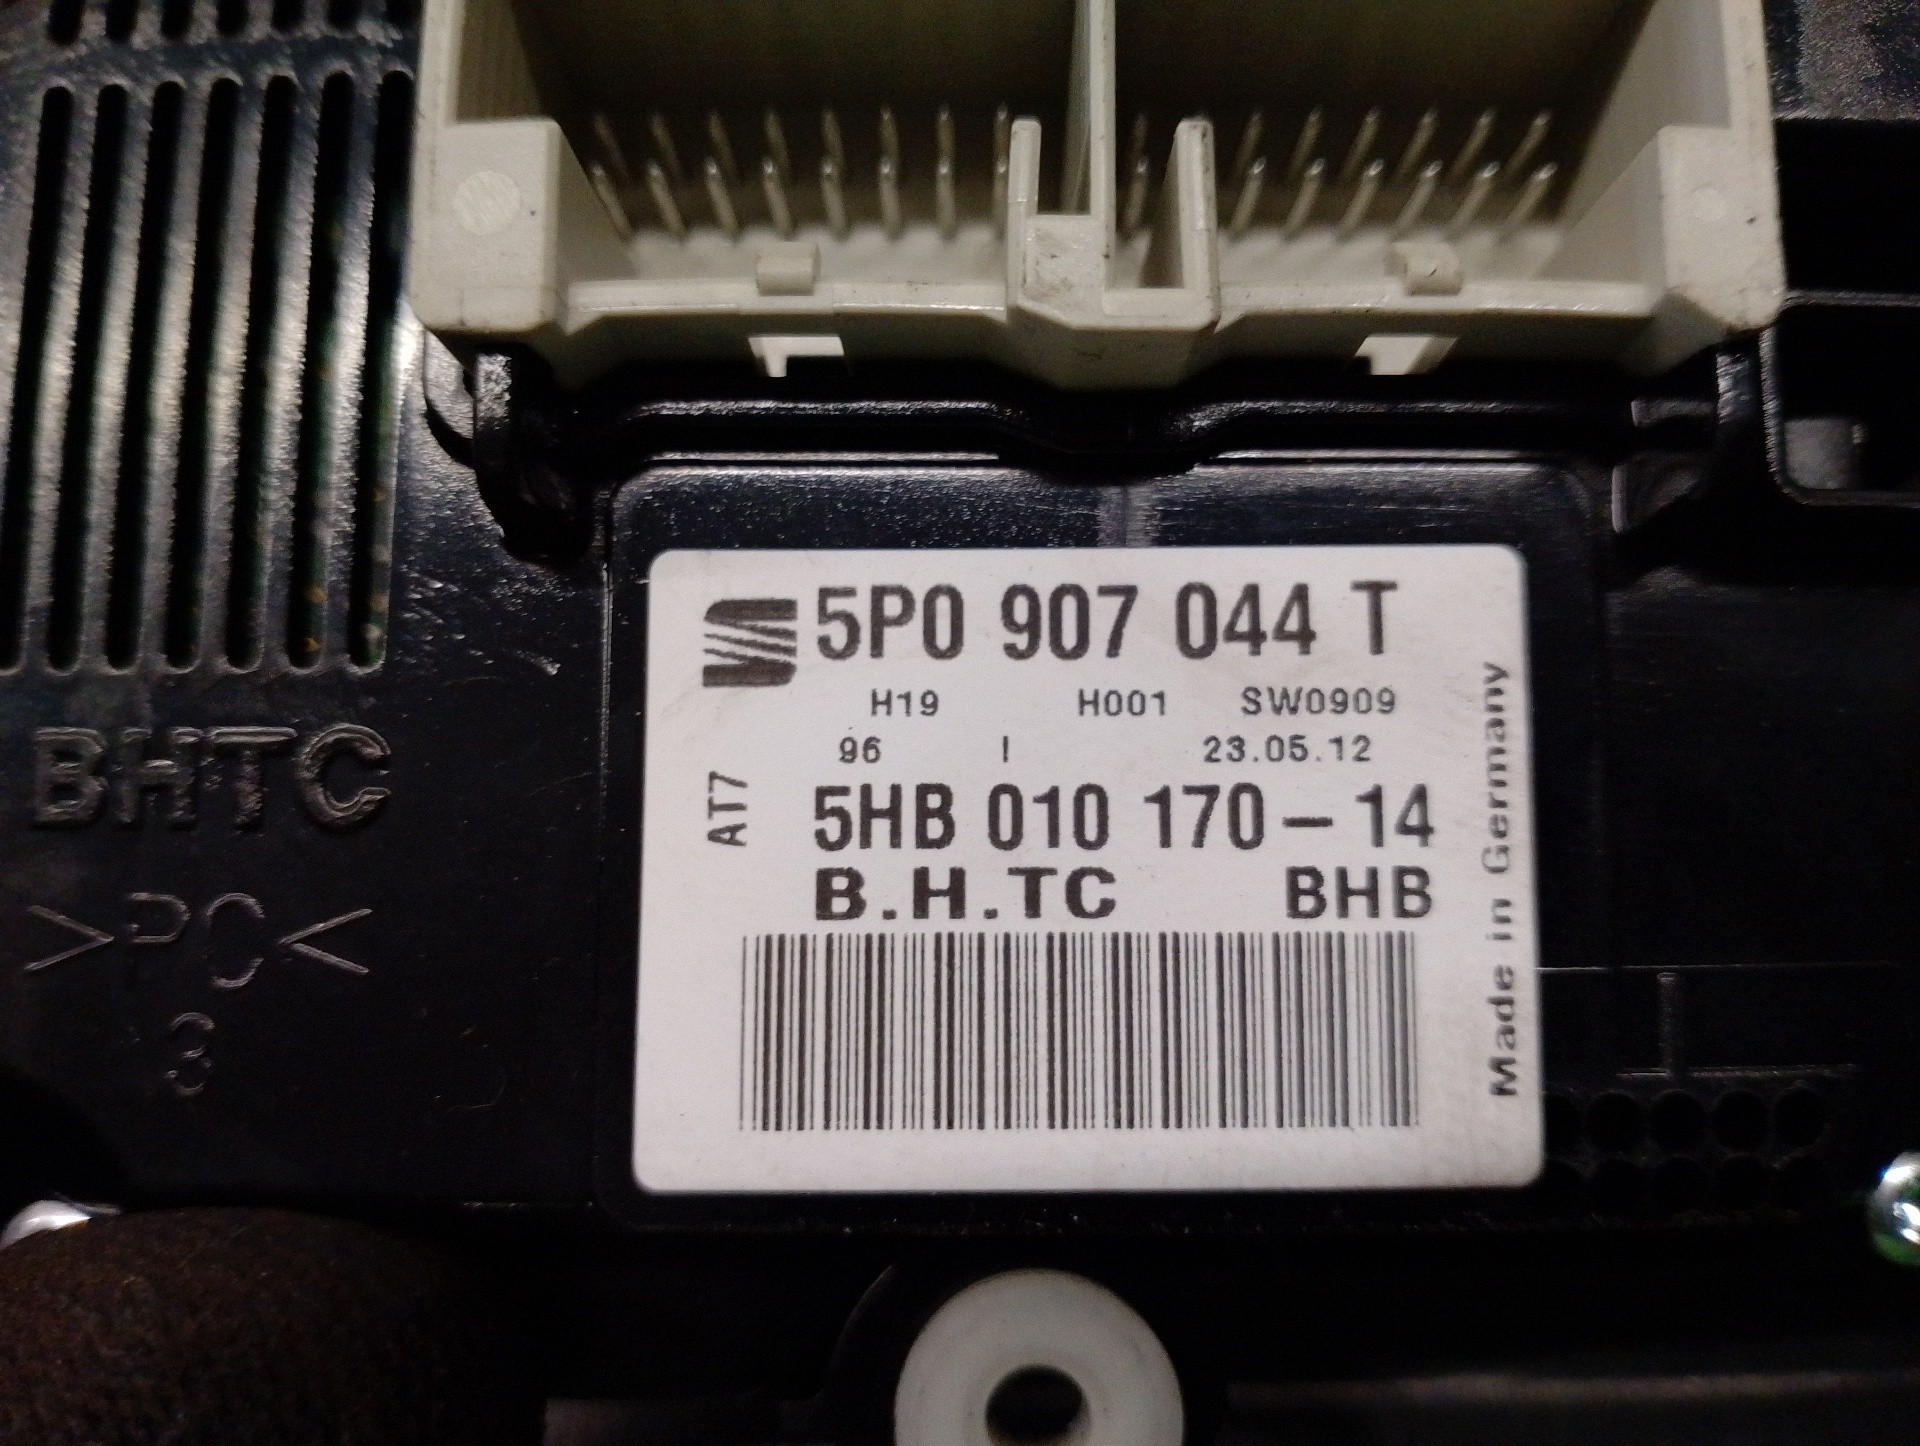 5P0 907 044 T
H19 H001 SW0909
96 I 23.05.12
AT7
5HB 010 170-14
B.H.TC BHB
Made in Germany
BHTC
>PC<
3